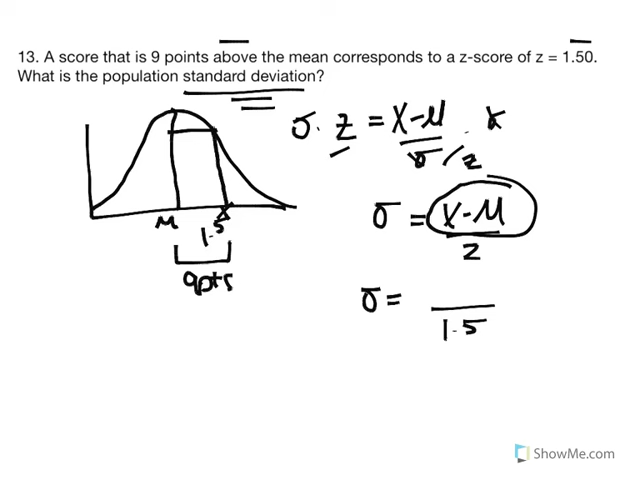 13. A score that is 9 points above the mean corresponds to a z-score of z = 1.50.
What is the population standard deviation?
σ · z = x-μ · σ
σ / z
σ = x-μ
z
μ x
1.5
9pts
σ =
1.5
ShowMe.com